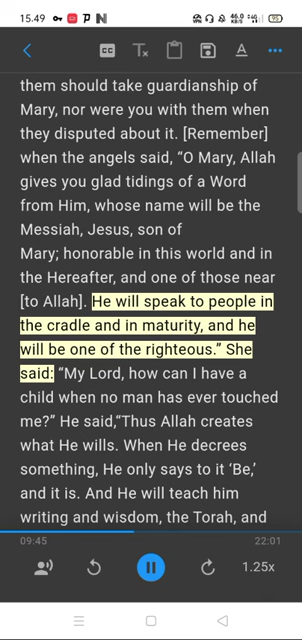 15.49
46.0
KB/S
4G
95
CC
A
them should take guardianship of
Mary, nor were you with them when
they disputed about it. [Remember]
when the angels said, “O Mary, Allah
gives you glad tidings of a Word
from Him, whose name will be the
Messiah, Jesus, son of
Mary; honorable in this world and in
the Hereafter, and one of those near
[to Allah]. He will speak to people in
the cradle and in maturity, and he
will be one of the righteous.” She
said: “My Lord, how can I have a
child when no man has ever touched
me?” He said,“Thus Allah creates
what He wills. When He decrees
something, He only says to it ‘Be,’
and it is. And He will teach him
writing and wisdom, the Torah, and
09:45
22:01
1.25x